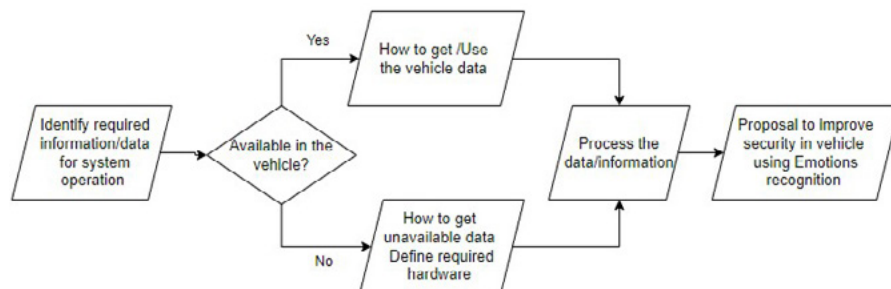 Identify required
information/data
for system
operation
Available in the
vehicle?
Yes
How to get /Use
the vehicle data
No
How to get
unavailable data
Define required
hardware
Process the
data/information
Proposal to Improve
security in vehicle
using Emotions
recognition